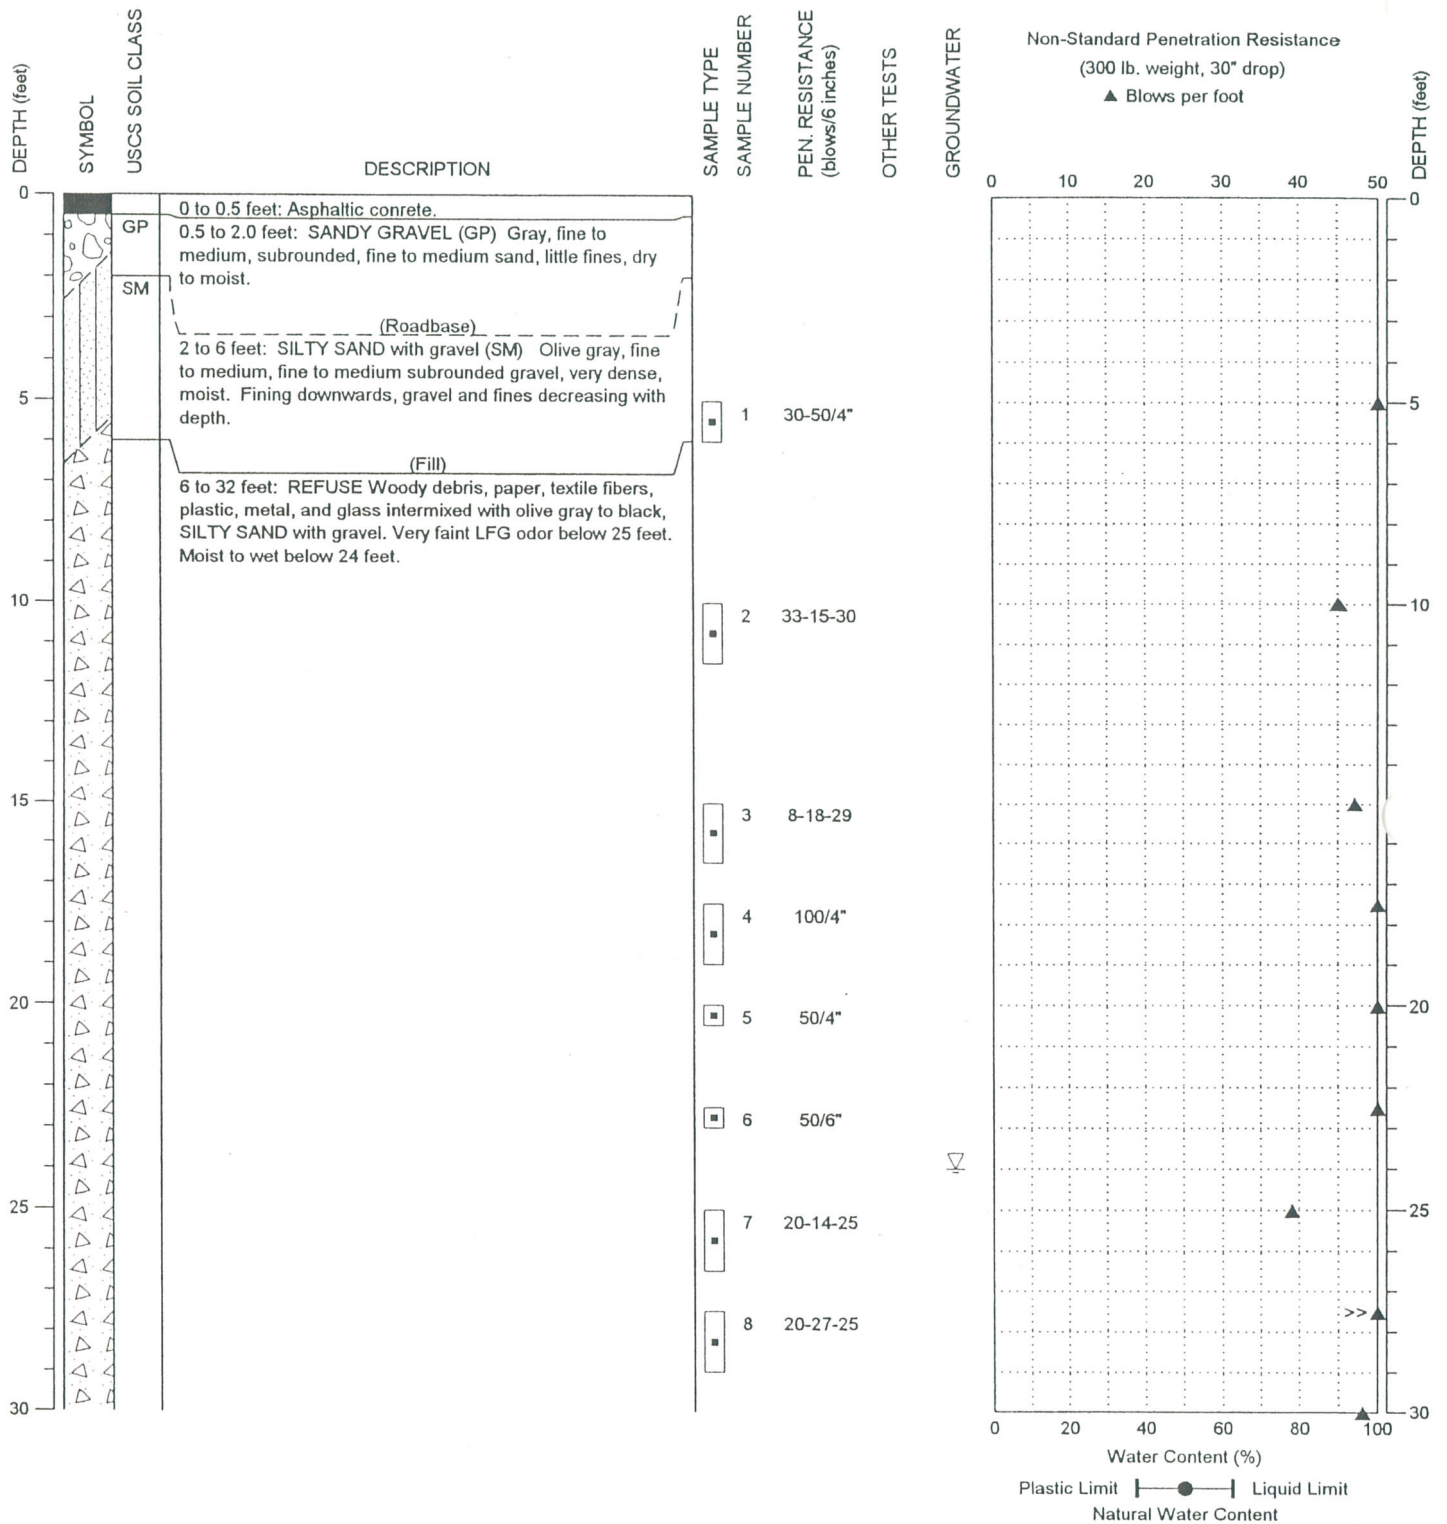 DEPTH (feet)
SYMBOL
USCS SOIL CLASS
DESCRIPTION
SAMPLE TYPE
SAMPLE NUMBER
PEN. RESISTANCE
(blows/6 inches)
OTHER TESTS
GROUNDWATER
Non-Standard Penetration Resistance
(300 lb. weight, 30" drop)
▲ Blows per foot
DEPTH (feet)
0 10 20 30 40 50
0
5
10
15
20
25
30
GP
SM
0 to 0.5 feet: Asphaltic conrete.
0.5 to 2.0 feet: SANDY GRAVEL (GP) Gray, fine to
medium, subrounded, fine to medium sand, little fines, dry
to moist.
(Roadbase)
2 to 6 feet: SILTY SAND with gravel (SM) Olive gray, fine
to medium, fine to medium subrounded gravel, very dense,
moist. Fining downwards, gravel and fines decreasing with
depth.
(Fill)
6 to 32 feet: REFUSE Woody debris, paper, textile fibers,
plastic, metal, and glass intermixed with olive gray to black,
SILTY SAND with gravel. Very faint LFG odor below 25 feet.
Moist to wet below 24 feet.
1 30-50/4"
2 33-15-30
3 8-18-29
4 100/4"
5 50/4"
6 50/6"
7 20-14-25
8 20-27-25
>>
0
5
10
15
20
25
30
0 20 40 60 80 100
Water Content (%)
Plastic Limit Liquid Limit
Natural Water Content